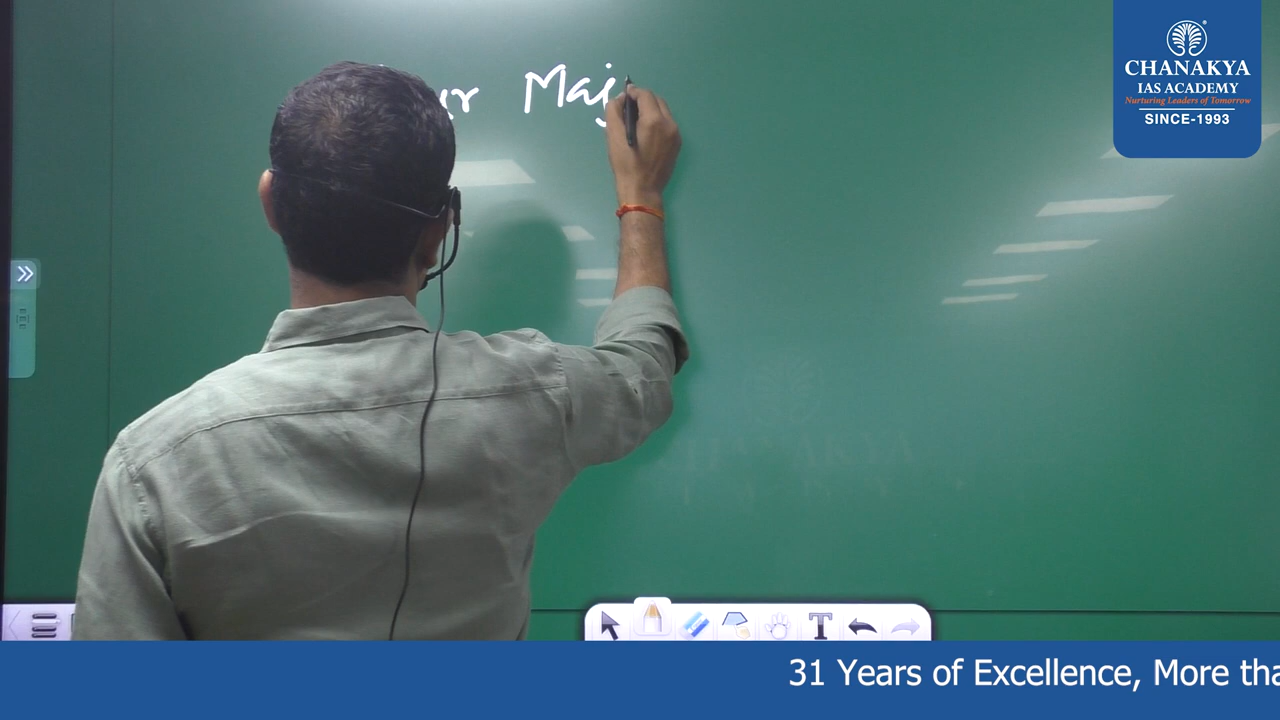 Maj
CHANAKYA
IAS ACADEMY
Nurturing Leaders of Tomorrow
SINCE-1993
T
31 Years of Excellence, More tha